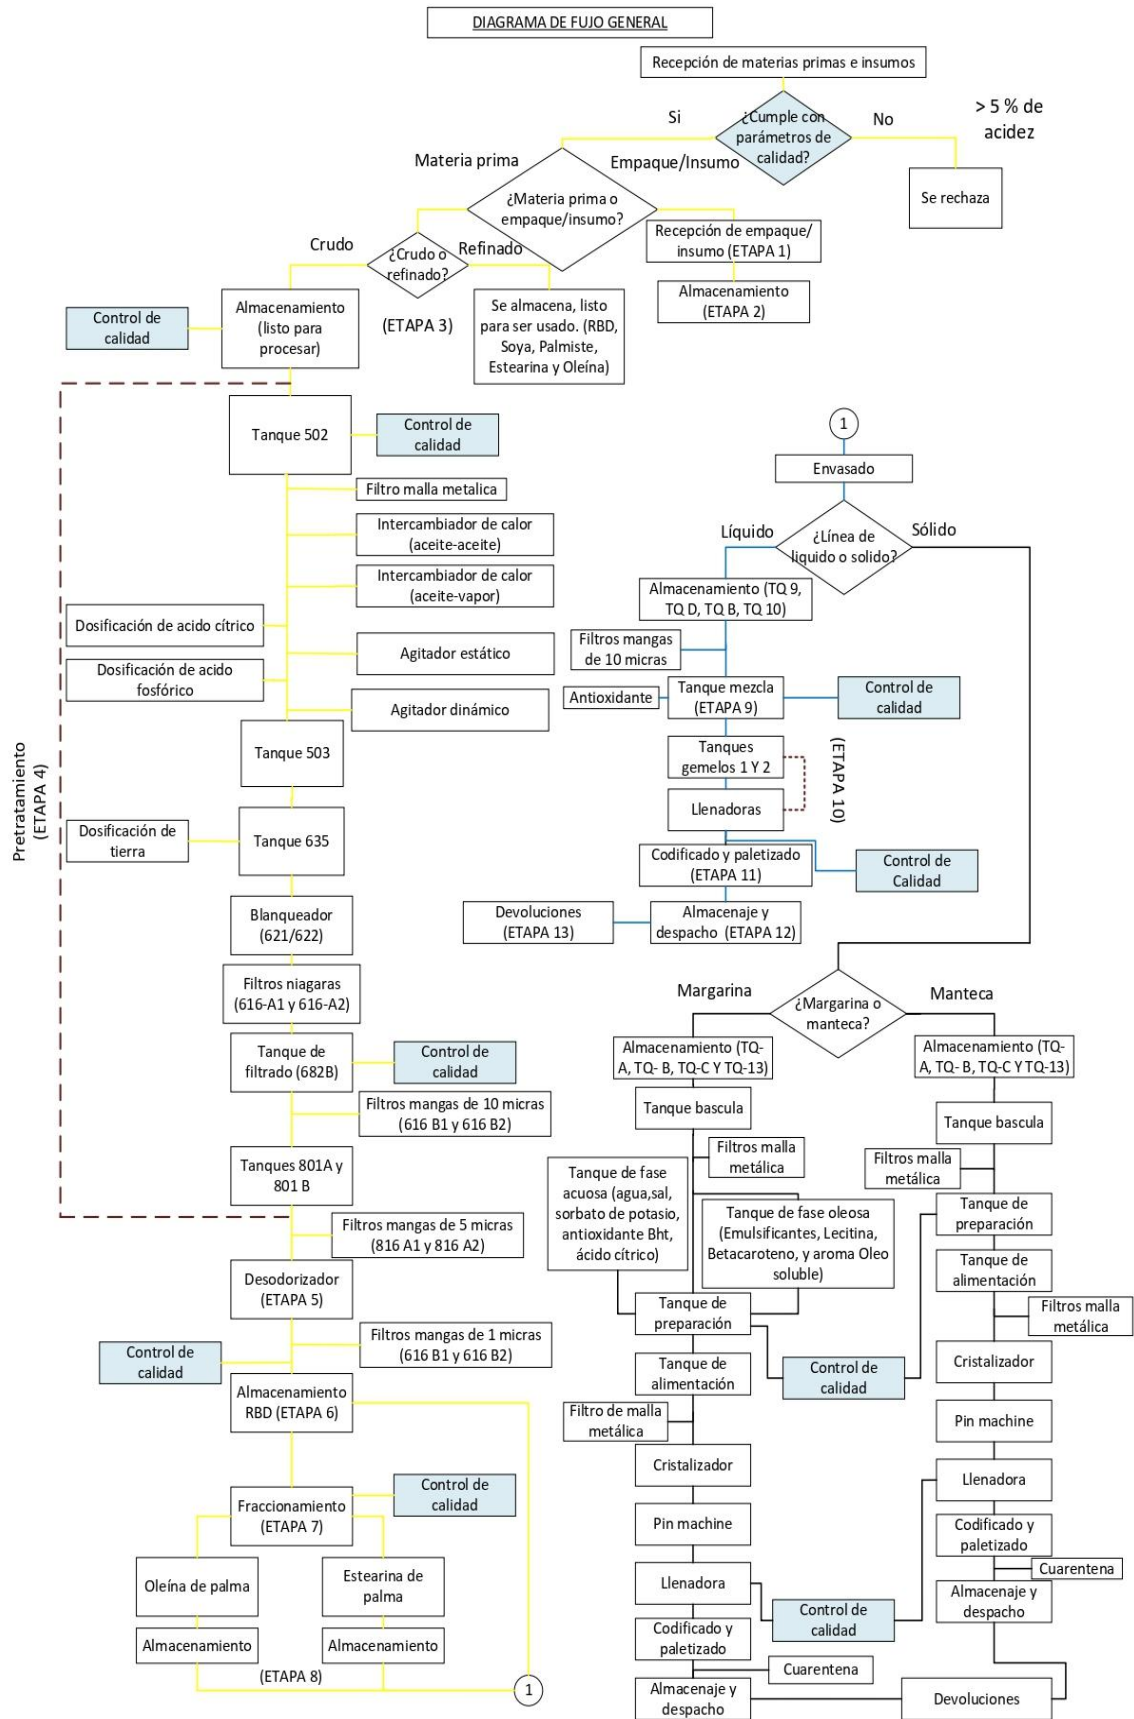 DIAGRAMA DE FUJO GENERAL
Recepción de materias primas e insumos
¿Cumple con
parámetros de
calidad?
Si
No
> 5 % de
acidez
Se rechaza
Materia prima
Empaque/Insumo
¿Materia prima o
empaque/insumo?
Recepción de empaque/
insumo (ETAPA 1)
Almacenamiento
(ETAPA 2)
Crudo
Refinado
¿Crudo o
refinado?
(ETAPA 3)
Se almacena, listo
para ser usado. (RBD,
Soya, Palmiste,
Estearina y Oleína)
Almacenamiento
(listo para
procesar)
Control de
calidad
Pretratamiento
(ETAPA 4)
Tanque 502
Control de
calidad
Filtro malla metalica
Intercambiador de calor
(aceite-aceite)
Intercambiador de calor
(aceite-vapor)
Dosificación de acido cítrico
Agitador estático
Dosificación de acido
fosfórico
Agitador dinámico
Tanque 503
Dosificación de
tierra
Tanque 635
Blanqueador
(621/622)
Filtros niagaras
(616-A1 y 616-A2)
Tanque de
filtrado (682B)
Control de
calidad
Filtros mangas de 10 micras
(616 B1 y 616 B2)
Tanques 801A y
801 B
Filtros mangas de 5 micras
(816 A1 y 816 A2)
Desodorizador
(ETAPA 5)
Filtros mangas de 1 micras
(616 B1 y 616 B2)
Control de
calidad
Almacenamiento
RBD (ETAPA 6)
Control de
calidad
Fraccionamiento
(ETAPA 7)
Oleína de palma
Estearina de
palma
Almacenamiento
Almacenamiento
(ETAPA 8)
1
1
Envasado
¿Línea de
liquido o solido?
Líquido
Sólido
Almacenamiento (TQ 9,
TQ D, TQ B, TQ 10)
Filtros mangas
de 10 micras
Antioxidante
Tanque mezcla
(ETAPA 9)
Control de
calidad
Tanques
gemelos 1 Y 2
(ETAPA 10)
Llenadoras
Codificado y paletizado
(ETAPA 11)
Control de
Calidad
Devoluciones
(ETAPA 13)
Almacenaje y
despacho (ETAPA 12)
¿Margarina o
manteca?
Margarina
Manteca
Almacenamiento (TQ-
A, TQ- B, TQ-C Y TQ-13)
Tanque bascula
Filtros malla
metálica
Tanque de fase
acuosa (agua,sal,
sorbato de potasio,
antioxidante Bht,
ácido cítrico)
Tanque de fase oleosa
(Emulsificantes, Lecitina,
Betacaroteno, y aroma Oleo
soluble)
Tanque de
preparación
Tanque de
alimentación
Filtro de malla
metálica
Cristalizador
Pin machine
Llenadora
Codificado y
paletizado
Cuarentena
Almacenaje y
despacho
Control de
calidad
Control de
calidad
Almacenamiento (TQ-
A, TQ- B, TQ-C Y TQ-13)
Tanque bascula
Filtros malla
metálica
Tanque de
preparación
Tanque de
alimentación
Filtros malla
metálica
Cristalizador
Pin machine
Llenadora
Codificado y
paletizado
Cuarentena
Almacenaje y
despacho
Devoluciones